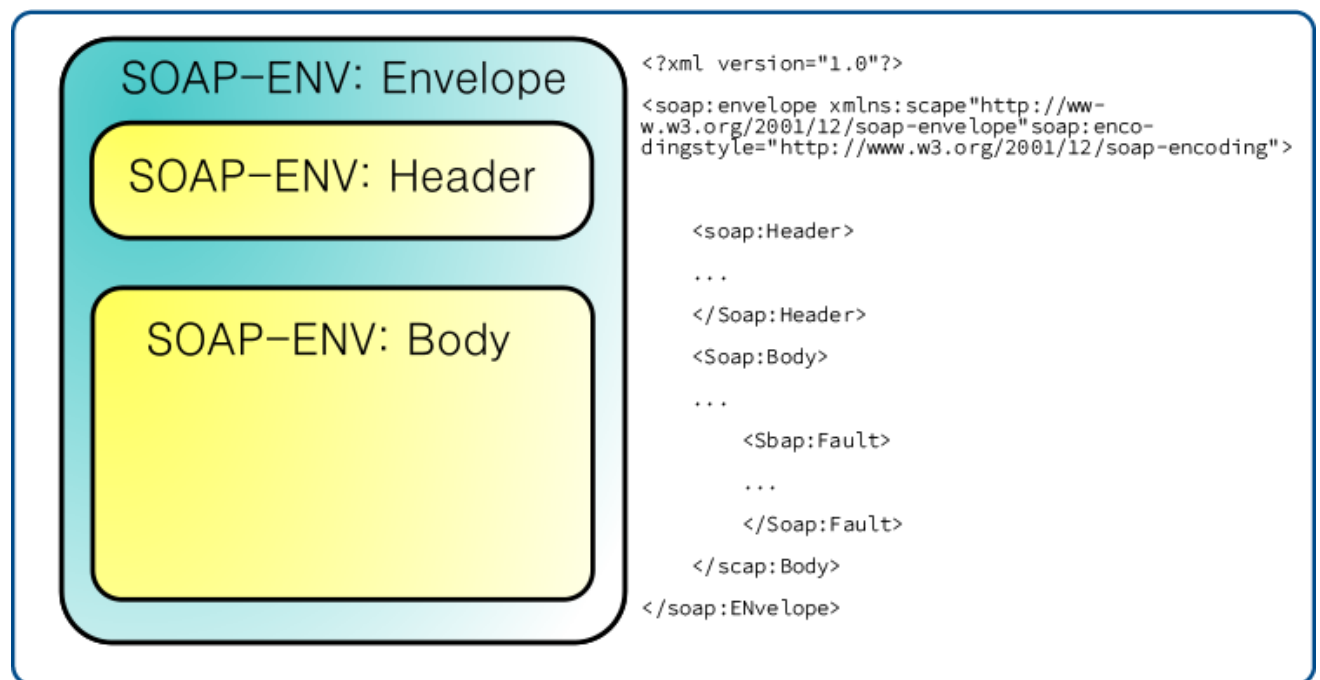 SOAP-ENV: Envelope
SOAP-ENV: Header
SOAP-ENV: Body
<?xml version="1.0"?>
<soap:envelope xmlns:scape"http://ww-
w.w3.org/2001/12/soap-envelope"soap:enco-
dingstyle="http://www.w3.org/2001/12/soap-encoding">
<soap:Header>
...
</Soap:Header>
<Soap:Body>
...
<Sbap:Fault>
...
</Soap:Fault>
</scap:Body>
</soap:ENvelope>